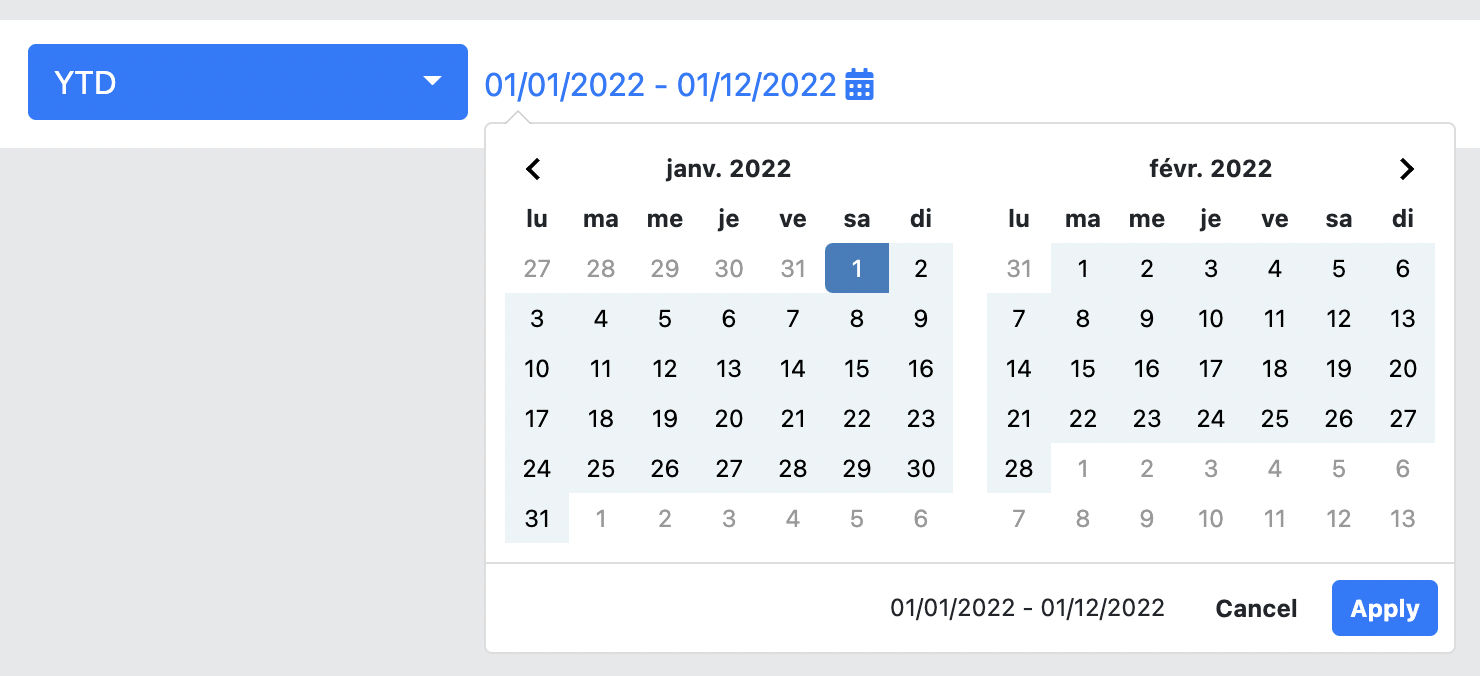 YTD
01/01/2022 - 01/12/2022
janv. 2022
lu ma me je ve sa di
27 28 29 30 31 1 2
3 4 5 6 7 8 9
10 11 12 13 14 15 16
17 18 19 20 21 22 23
24 25 26 27 28 29 30
31 1 2 3 4 5 6
févr. 2022
lu ma me je ve sa di
31 1 2 3 4 5 6
7 8 9 10 11 12 13
14 15 16 17 18 19 20
21 22 23 24 25 26 27
28 1 2 3 4 5 6
7 8 9 10 11 12 13
01/01/2022 - 01/12/2022 Cancel Apply